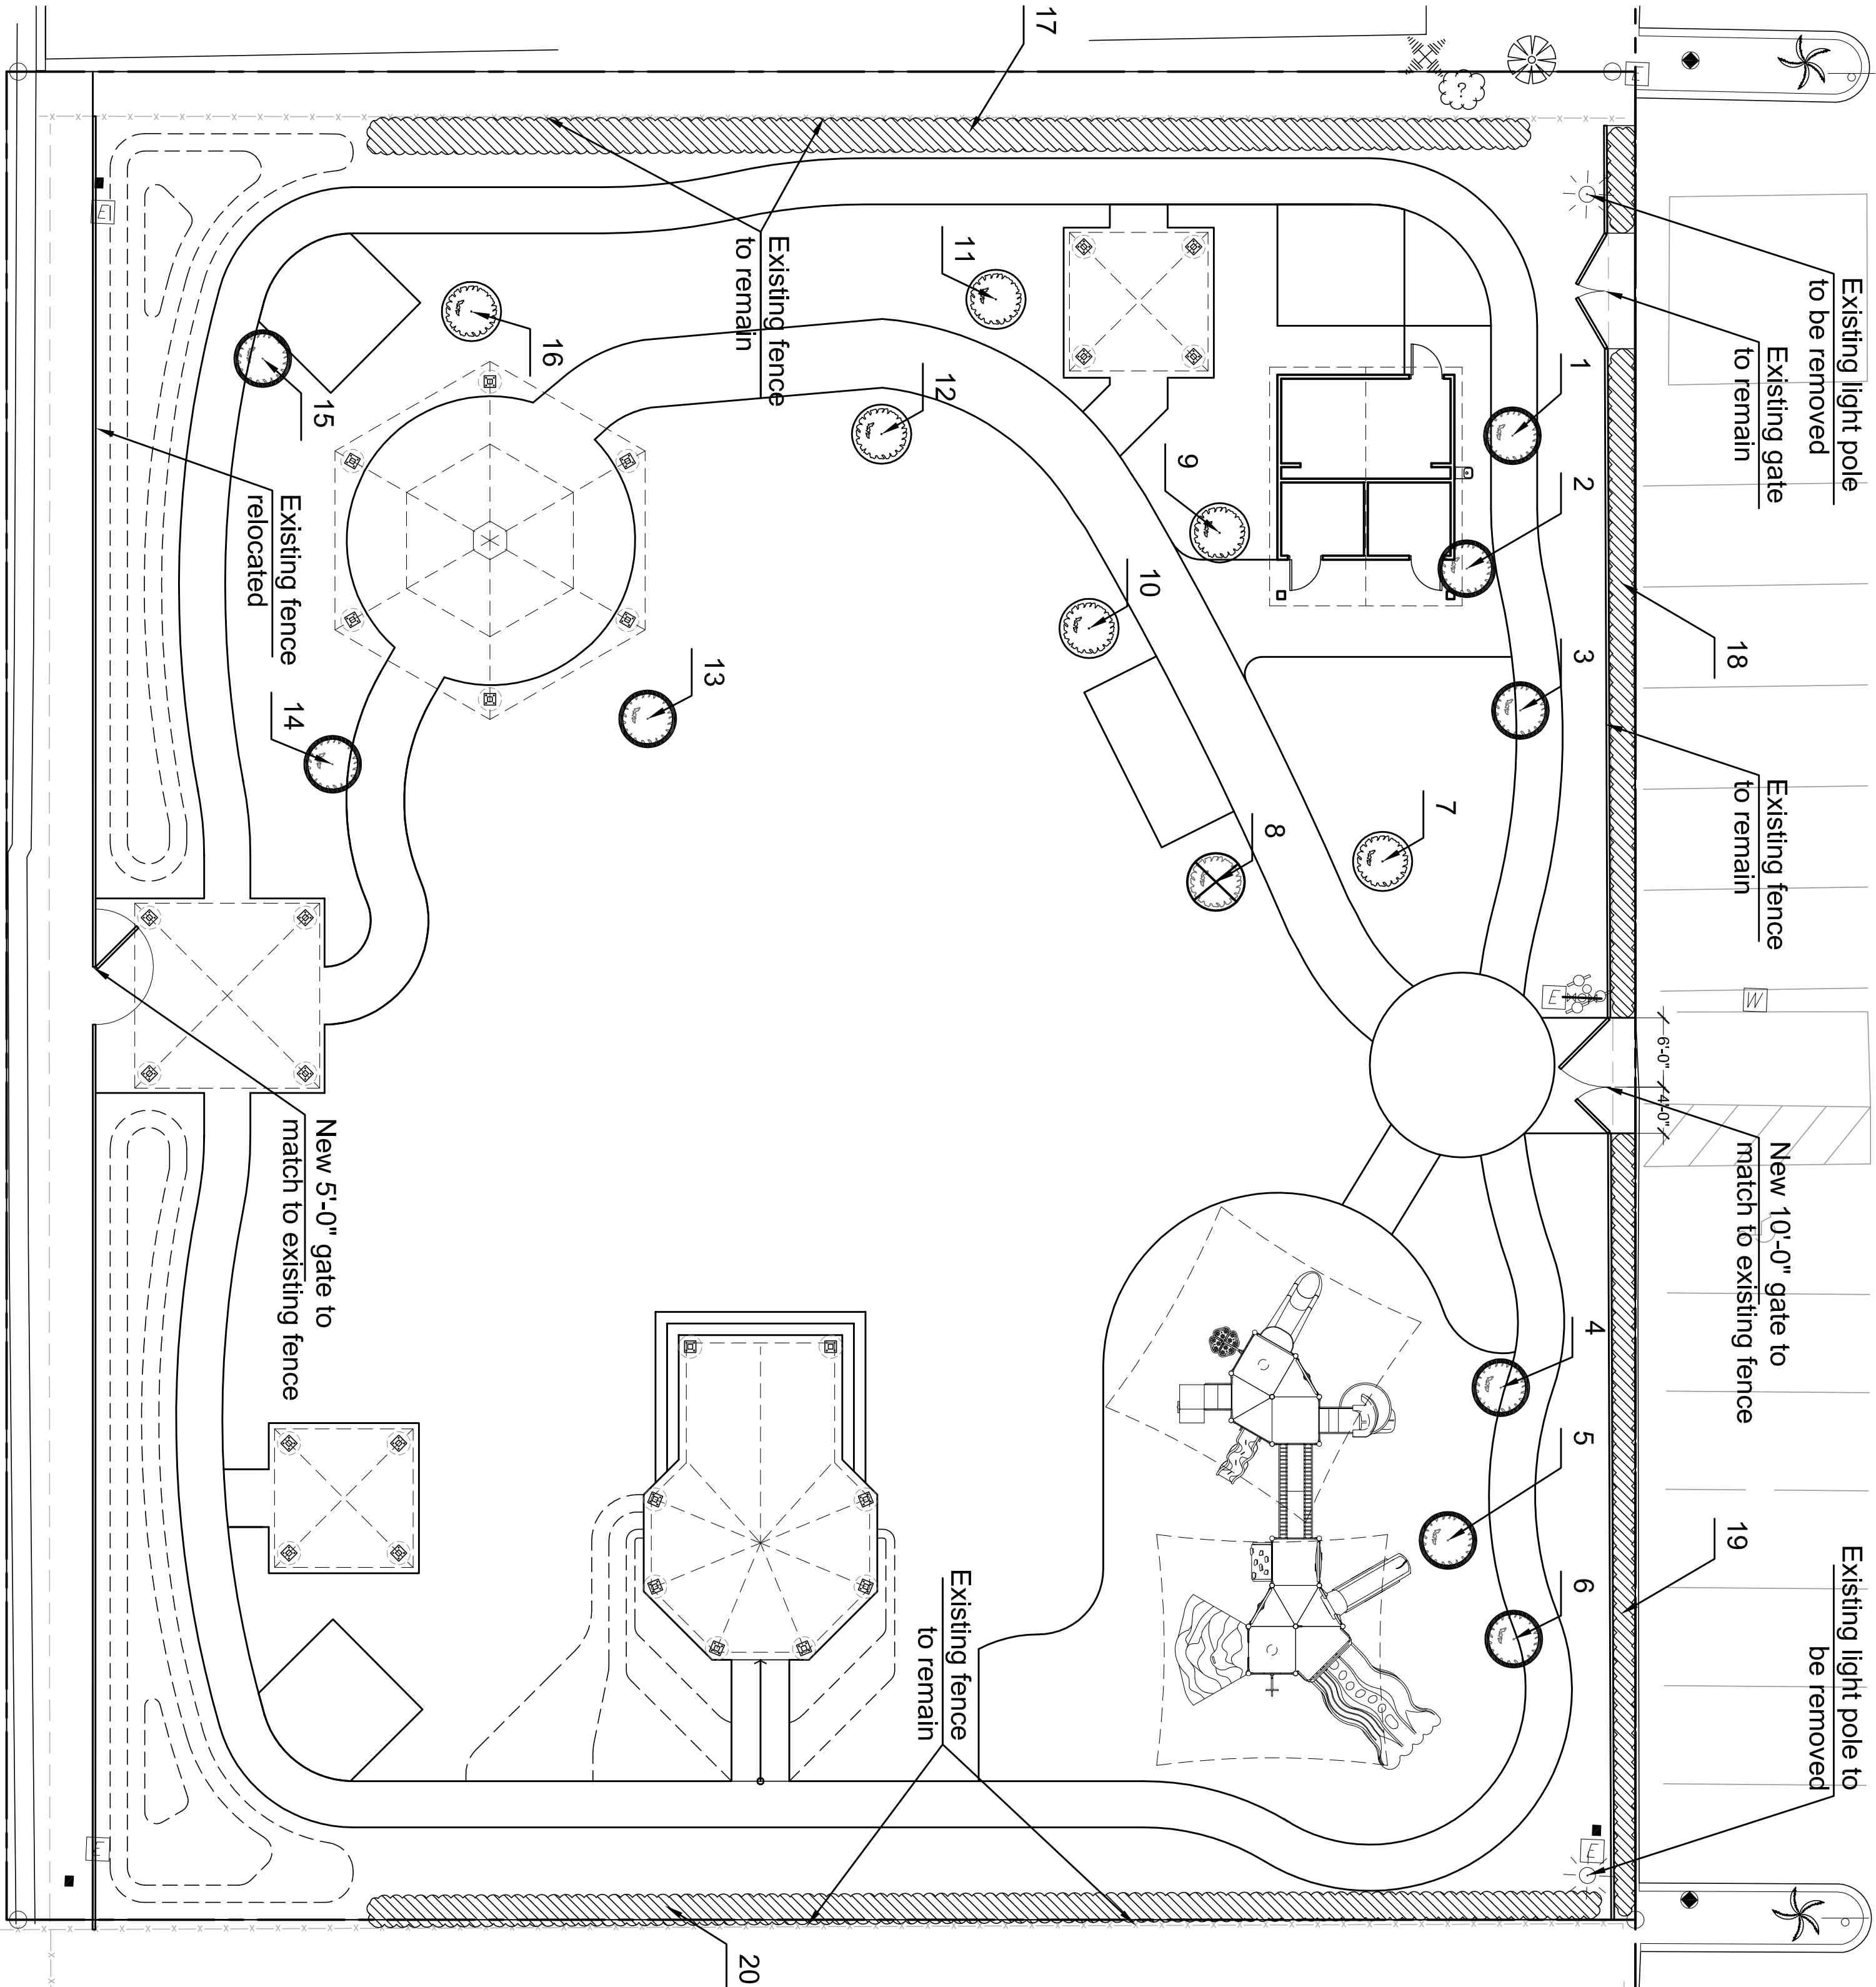 17
Existing light pole
to be removed
Existing gate
to remain
Existing fence
to remain
11
16
12
15
1
2
9
10
3
18
Existing fence
relocated
13
14
7
8
Existing fence
to remain
E
E
E
W
6'-0"
4'-0"
New 10'-0" gate to
match to existing fence
New 5'-0" gate to
match to existing fence
4
5
6
19
Existing light pole to
be removed
Existing fence
to remain
E
E
20
?